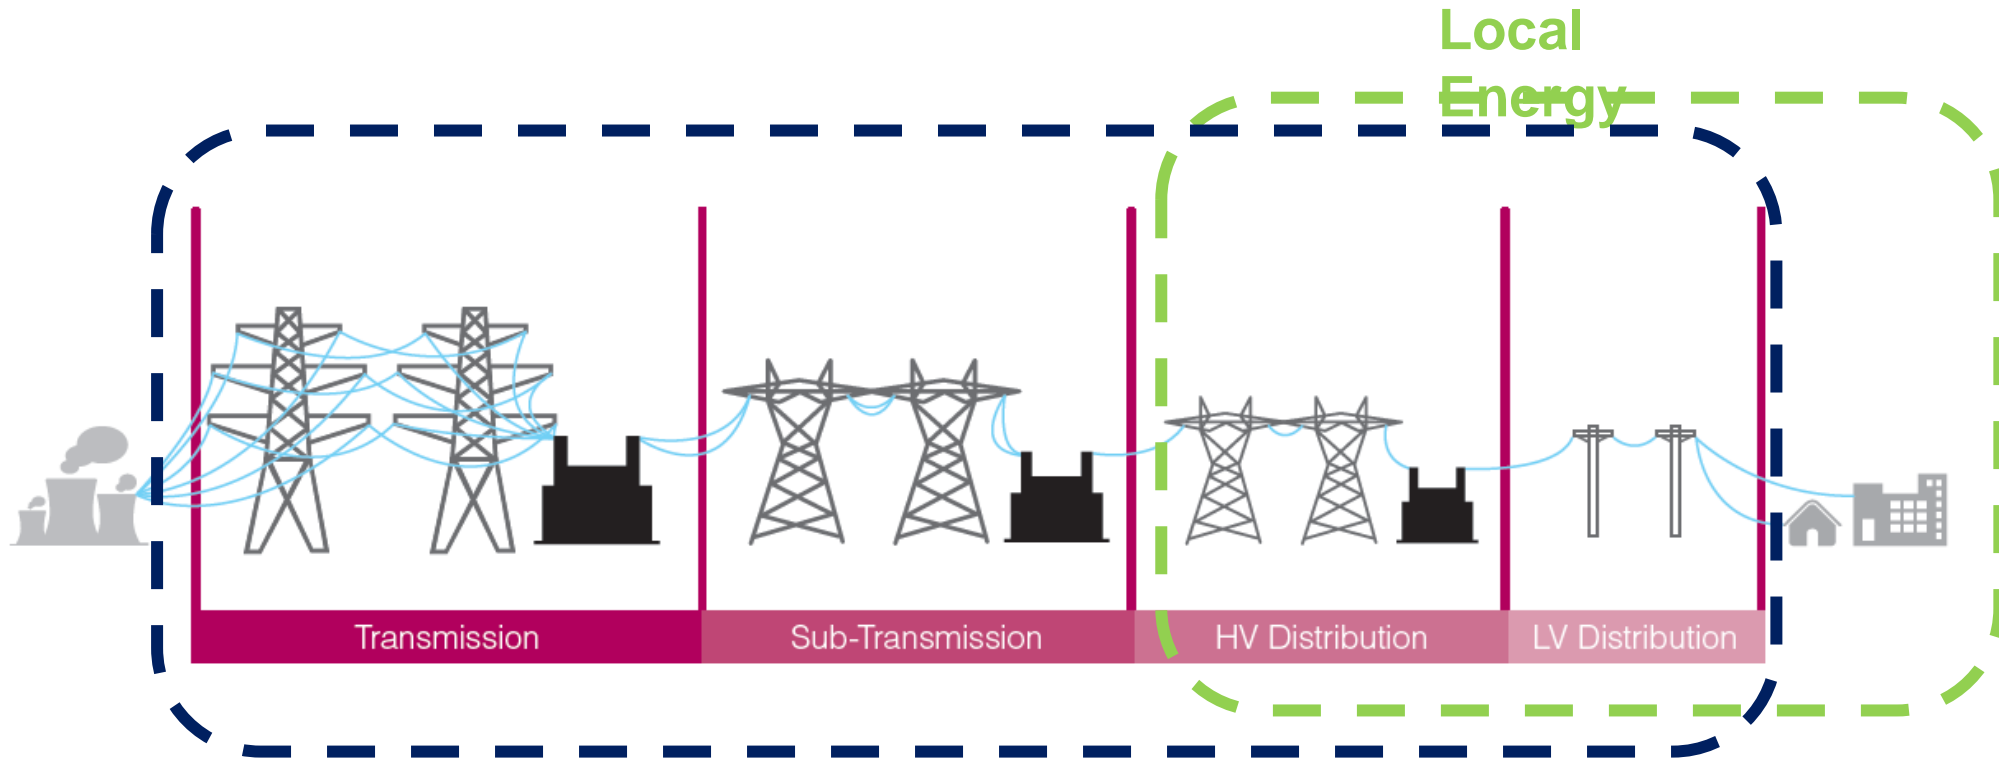 Local
Energy
Transmission
Sub-Transmission
HV Distribution
LV Distribution